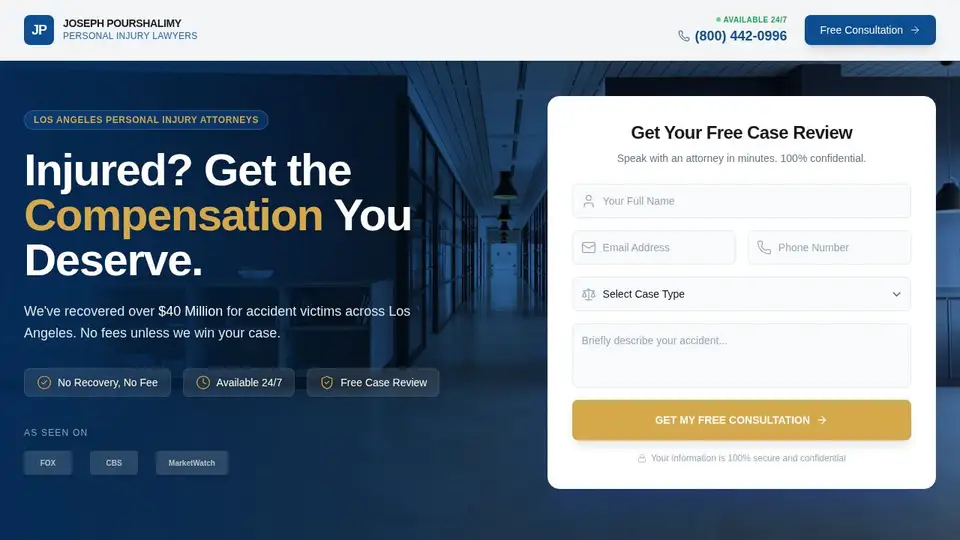 JP
JOSEPH POURSHALIMY
PERSONAL INJURY LAWYERS
AVAILABLE 24/7
(800) 442-0996
Free Consultation
LOS ANGELES PERSONAL INJURY ATTORNEYS
Injured? Get the
Compensation You
Deserve.
We've recovered over $40 Million for accident victims across Los
Angeles. No fees unless we win your case.
No Recovery, No Fee
Available 24/7
Free Case Review
AS SEEN ON
FOX
CBS
MarketWatch
Get Your Free Case Review
Speak with an attorney in minutes. 100% confidential.
Your Full Name
Email Address
Phone Number
Select Case Type
Briefly describe your accident...
GET MY FREE CONSULTATION
Your information is 100% secure and confidential